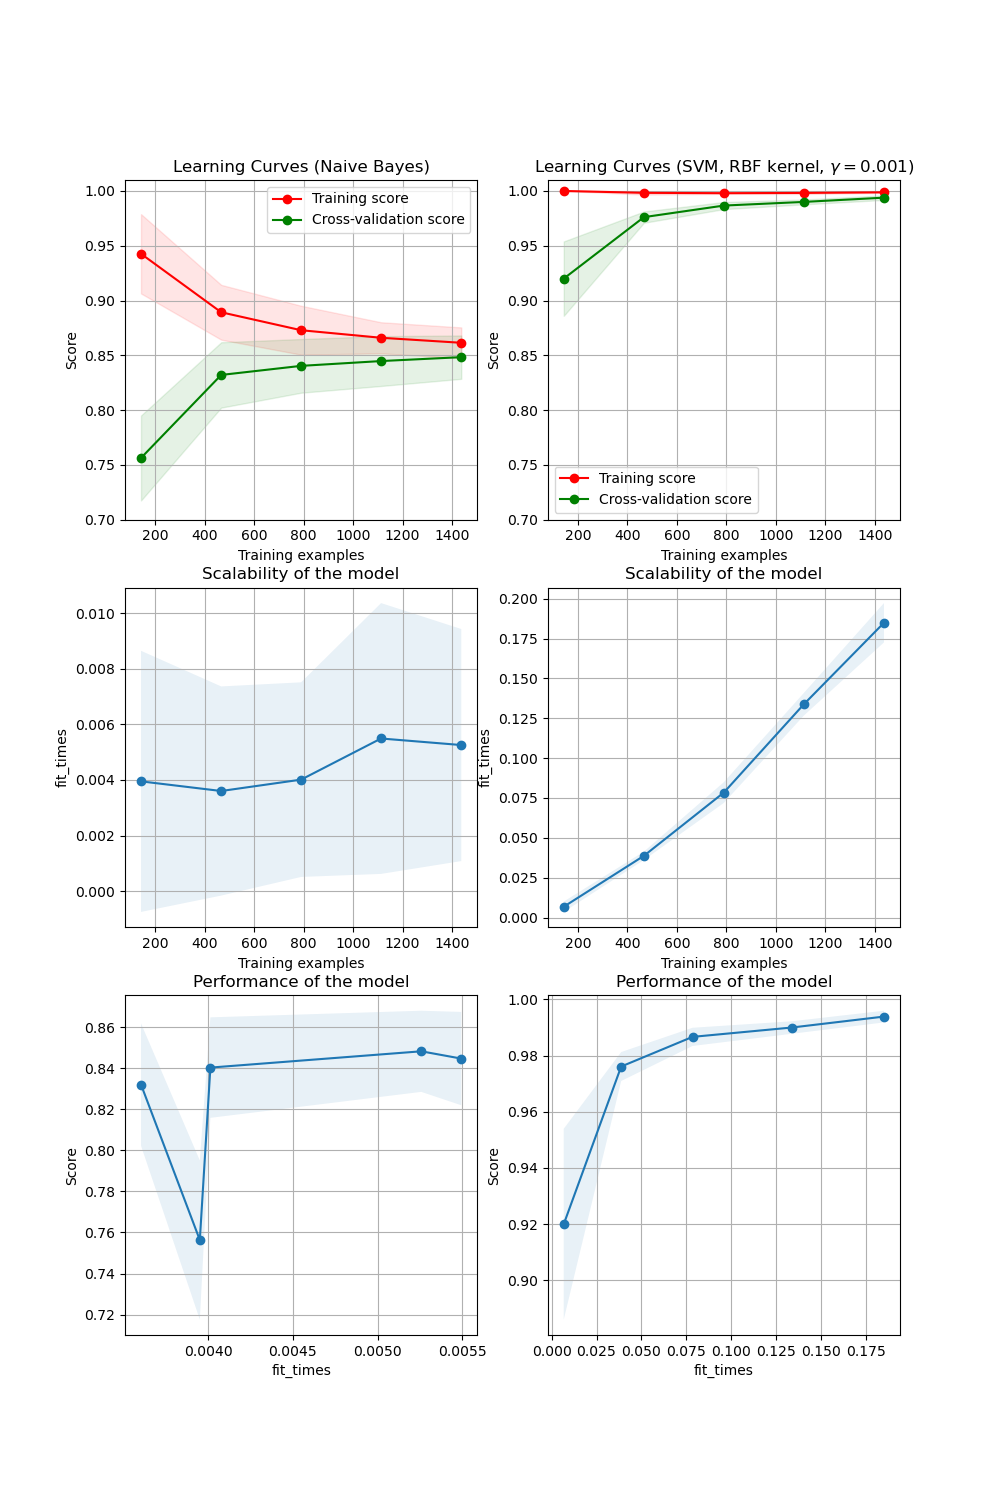 Learning Curves (Naive Bayes)
1.00
0.95
0.90
0.85
0.80
0.75
0.70
Score
Training score
Cross-validation score
200 400 600 800 1000 1200 1400
Training examples
Learning Curves (SVM, RBF kernel, γ = 0.001)
1.00
0.95
0.90
0.85
0.80
0.75
0.70
Score
Training score
Cross-validation score
200 400 600 800 1000 1200 1400
Training examples
Scalability of the model
0.010
0.008
0.006
0.004
0.002
0.000
fit_times
200 400 600 800 1000 1200 1400
Training examples
Scalability of the model
0.200
0.175
0.150
0.125
0.100
0.075
0.050
0.025
0.000
fit_times
200 400 600 800 1000 1200 1400
Training examples
Performance of the model
0.86
0.84
0.82
0.80
0.78
0.76
0.74
0.72
Score
0.0040 0.0045 0.0050 0.0055
fit_times
Performance of the model
1.00
0.98
0.96
0.94
0.92
0.90
Score
0.000 0.025 0.050 0.075 0.100 0.125 0.150 0.175
fit_times